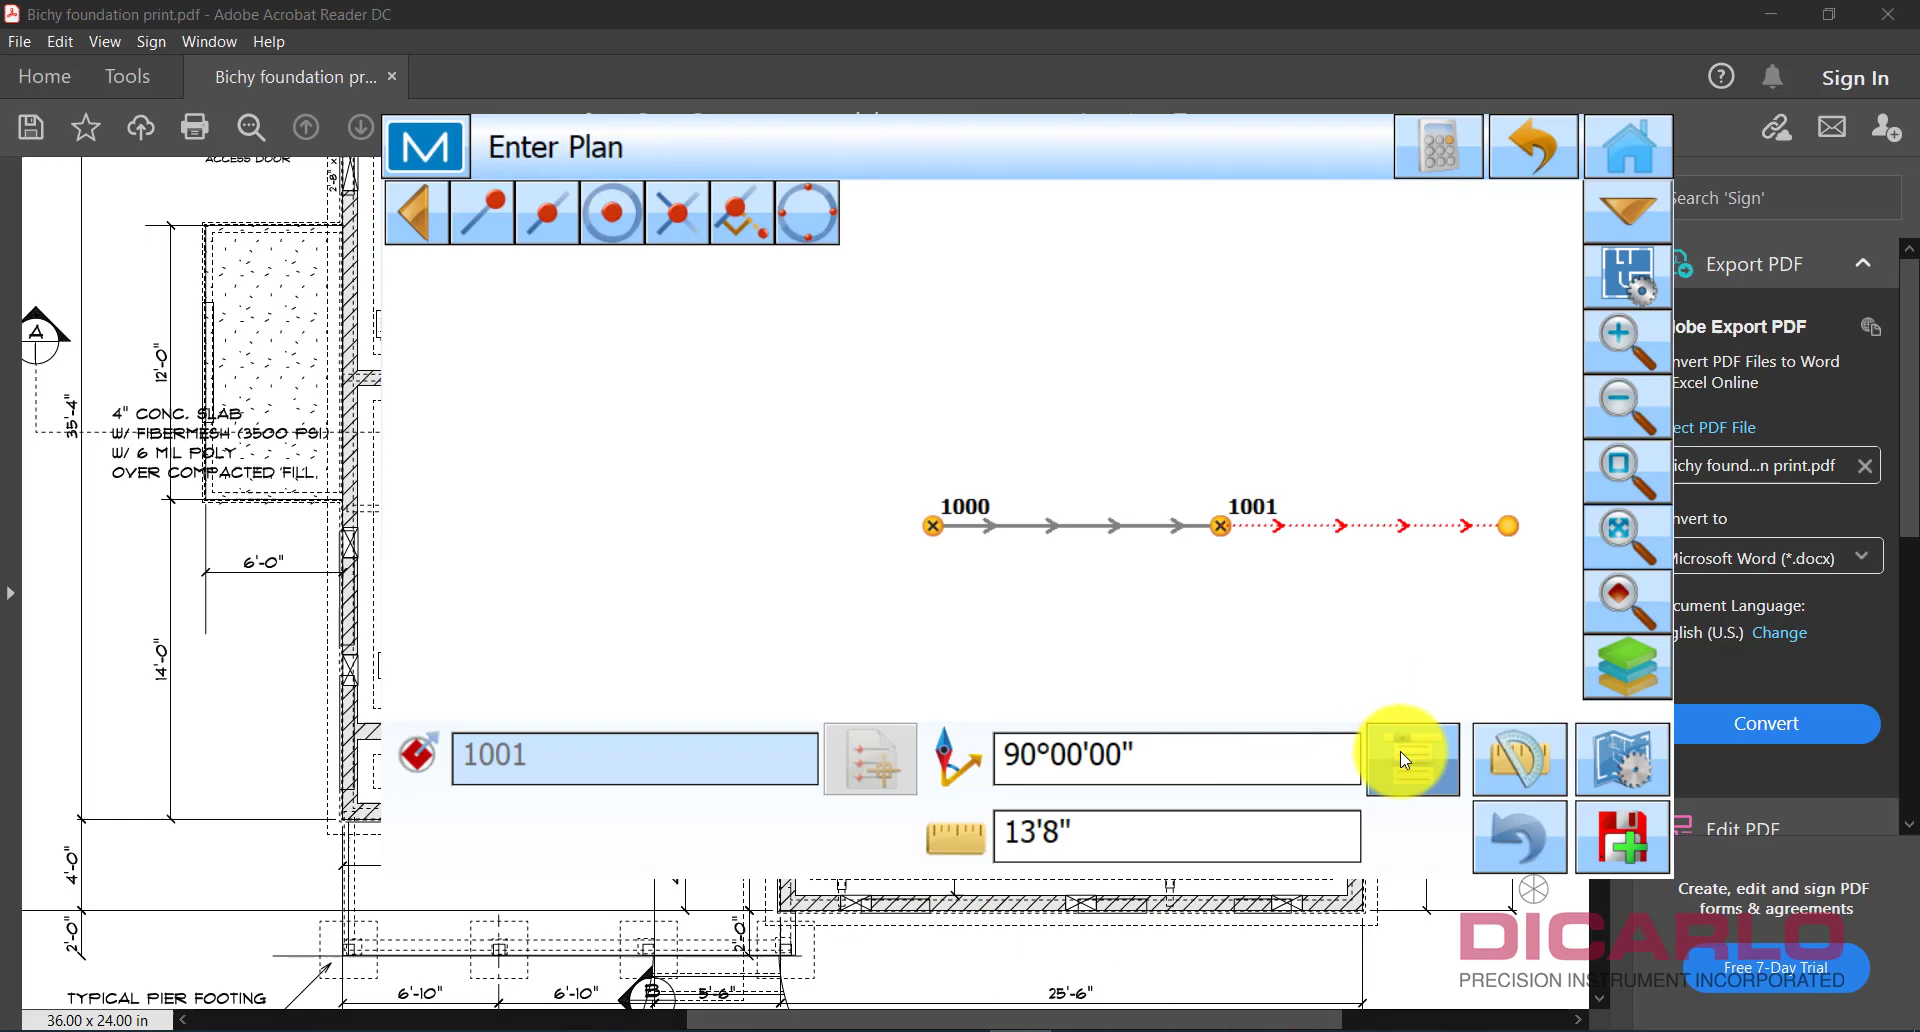 Bichy foundation print.pdf - Adobe Acrobat Reader DC
File Edit View Sign Window Help
Home Tools Bichy foundation pr... ×
Sign In
Enter Plan
Search 'Sign'
Export PDF
obe Export PDF
nvert PDF Files to Word
Excel Online
ect PDF File
ichy found...n print.pdf
nvert to
Microsoft Word (*.docx)
cument Language:
glish (U.S.) Change
Convert
Edit PDF
Create, edit and sign PDF
forms & agreements
Free 7-Day Trial
DICARLO
PRECISION INSTRUMENT INCORPORATED
1000
1001
1001
90°00'00"
13'8"
ACCESS DOOR
2'-8"
A
12'-0"
35'-4"
4" CONC. SLAB
W/ FIBERMESH (3500 PSI)
W/ 6 MIL POLY
OVER COMPACTED FILL
6'-0"
14'-0"
4'-0"
2'-0"
2'-0"
TYPICAL PIER FOOTING
6'-10"
6'-10"
B
5'-6"
25'-6"
36.00 x 24.00 in